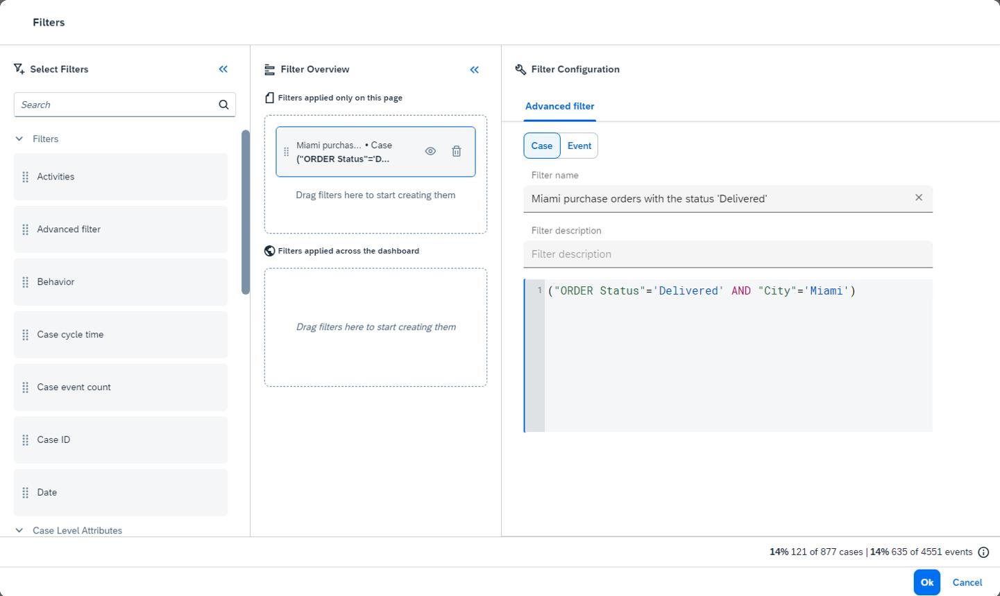 Filters
Select Filters
Search
Filters
Activities
Advanced filter
Behavior
Case cycle time
Case event count
Case ID
Date
Case Level Attributes
Filter Overview
Filters applied only on this page
Miami purchas... • Case
("ORDER Status"='D...
Drag filters here to start creating them
Filters applied across the dashboard
Drag filters here to start creating them
Filter Configuration
Advanced filter
Case Event
Filter name
Miami purchase orders with the status 'Delivered'
Filter description
Filter description
1 ("ORDER Status"='Delivered' AND "City"='Miami')
14% 121 of 877 cases | 14% 635 of 4551 events
Ok Cancel